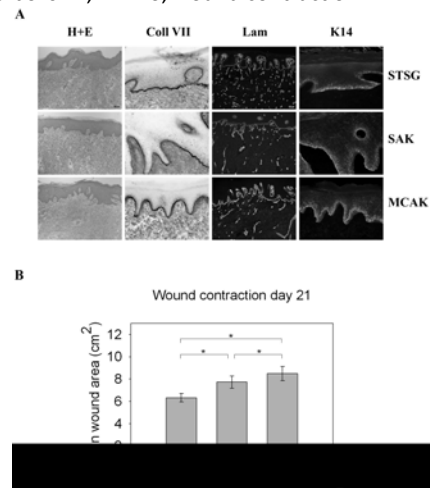 A
H+E Coll VII Lam K14
STSG
SAK
MCAK
B
Wound contraction day 21
n wound area (cm2)
12
10
8
6
4
*
* *